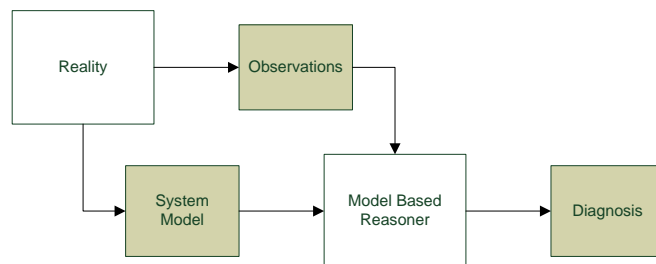 Reality
Observations
System
Model
Model Based
Reasoner
Diagnosis